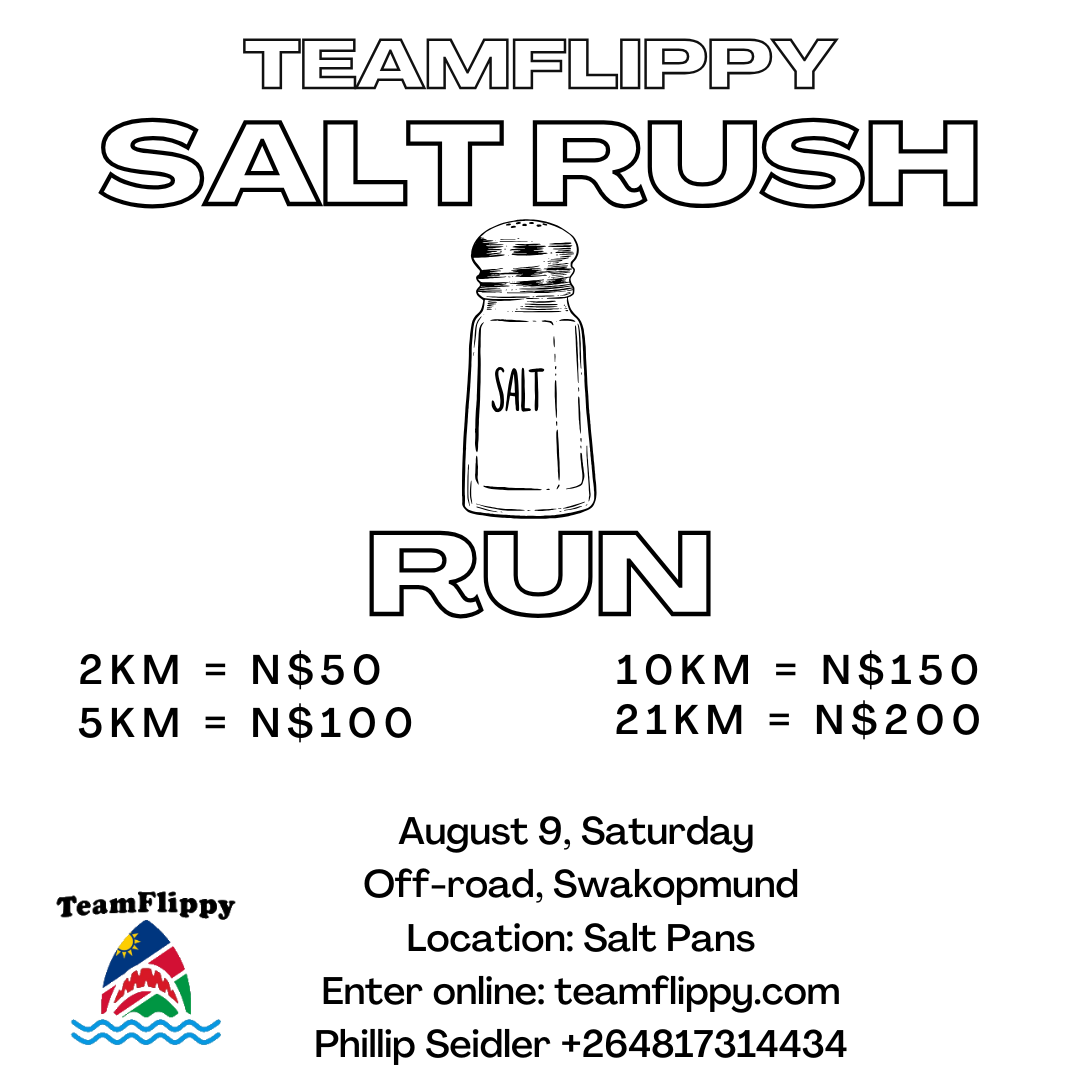 TEAMFLIPPY
SALT RUSH
SALT
RUN
2KM = N$50
5KM = N$100
10KM = N$150
21KM = N$200
August 9, Saturday
Off-road, Swakopmund
Location: Salt Pans
Enter online: teamflippy.com
Phillip Seidler +264817314434
TeamFlippy